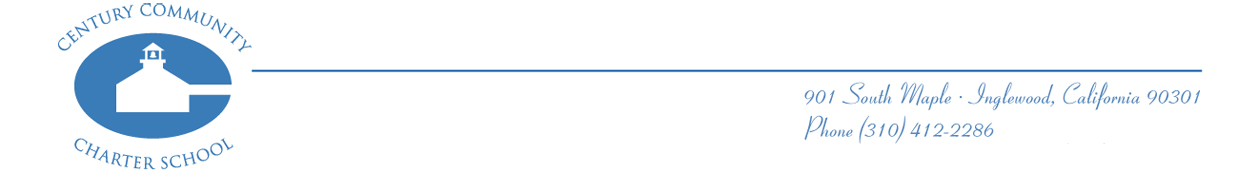 CENTURY COMMUNITY
CHARTER SCHOOL
901 South Maple · Inglewood, California 90301
Phone (310) 412-2286